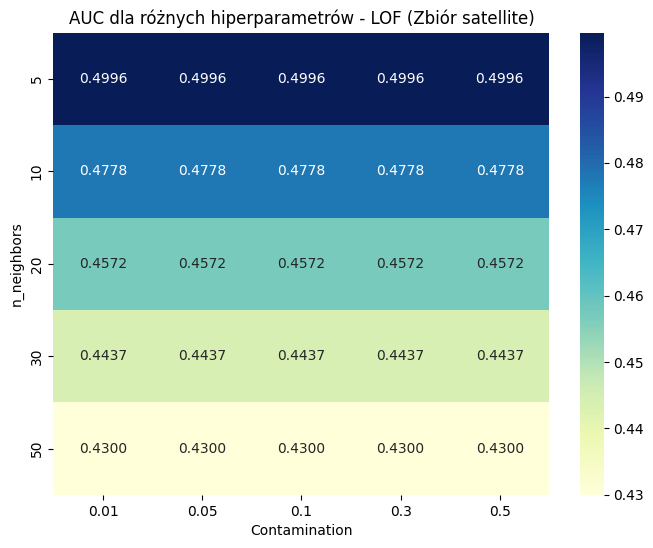 AUC dla różnych hiperparametrów - LOF (Zbiór satellite)
n_neighbors
5
0.4996 0.4996 0.4996 0.4996 0.4996
10
0.4778 0.4778 0.4778 0.4778 0.4778
20
0.4572 0.4572 0.4572 0.4572 0.4572
30
0.4437 0.4437 0.4437 0.4437 0.4437
50
0.4300 0.4300 0.4300 0.4300 0.4300
0.01 0.05 0.1 0.3 0.5
Contamination
0.49
0.48
0.47
0.46
0.45
0.44
0.43